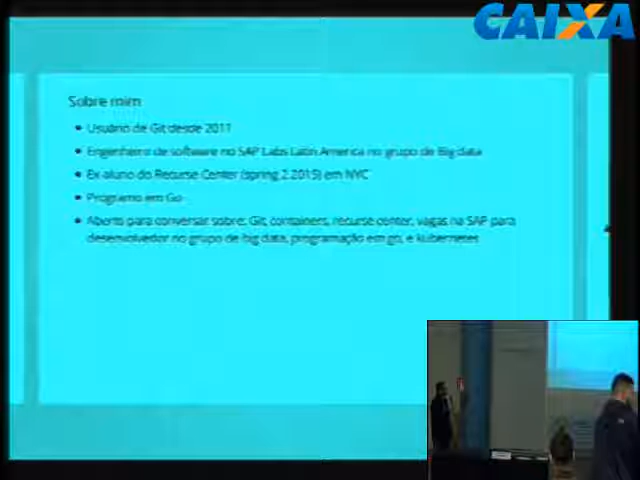 CAIXA
Sobre mim
• Usuário de Git desde 2011
• Engenheiro de software no SAP Labs Latin America no grupo de Big data
• Ex aluno do Recurse Center (spring 2 2015) em NYC
• Programo em Go
• Aberto para conversar sobre: Git, containers, recurse center, vagas na SAP para
desenvolvedor no grupo de big data, programação em go, e kubernetes